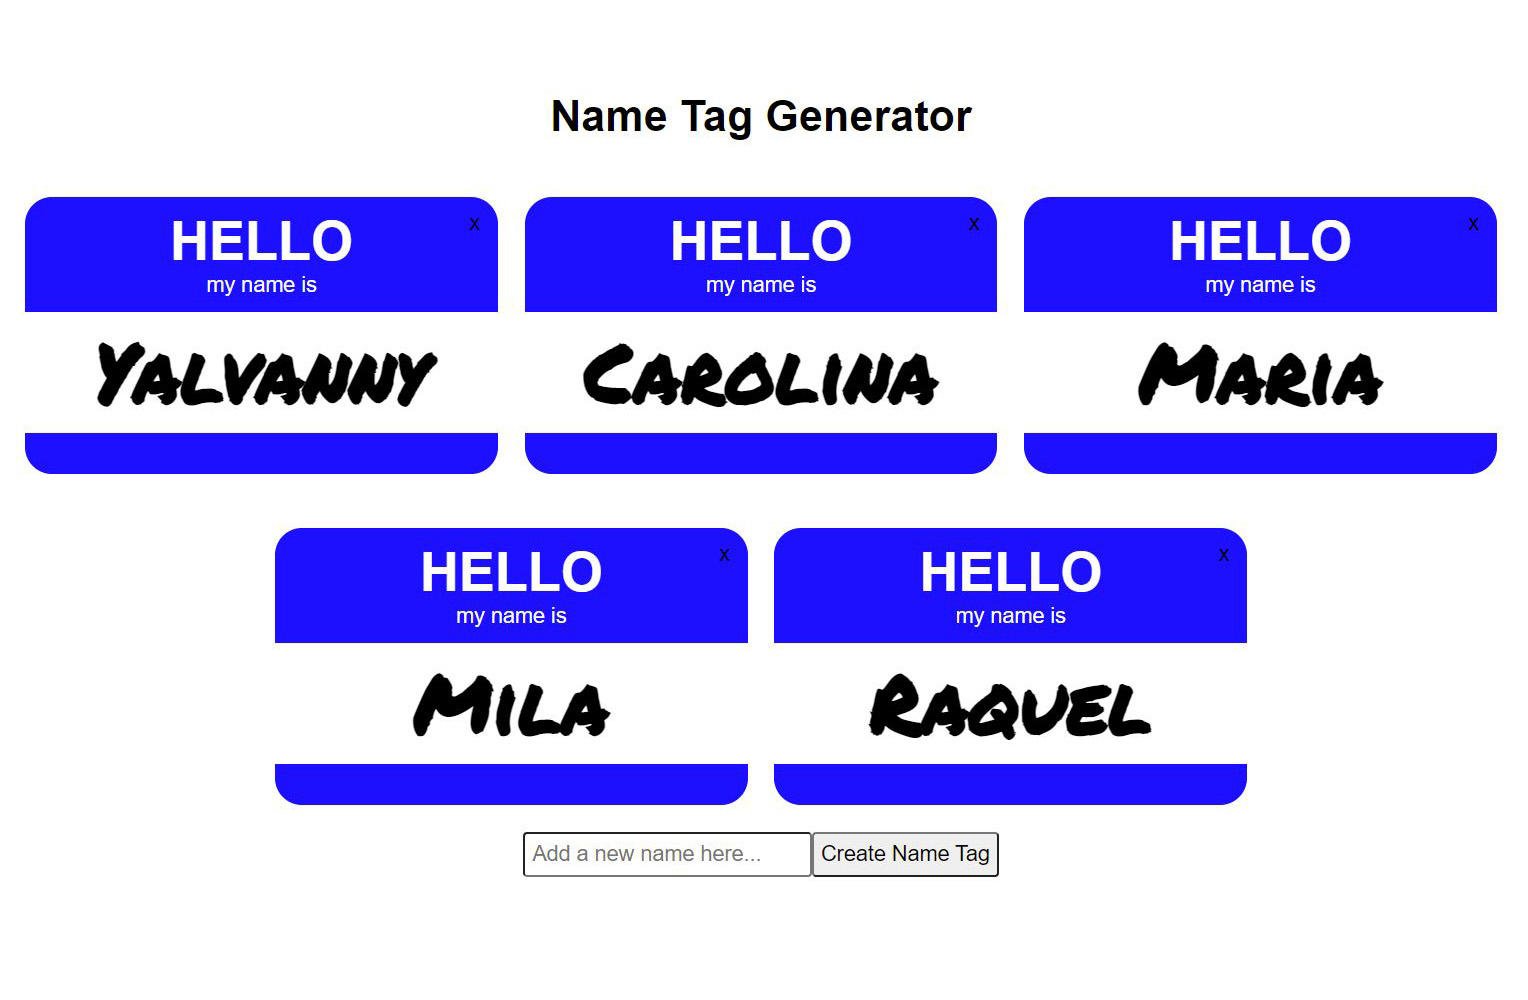 Name Tag Generator
x
HELLO
my name is
Yalvanny
x
HELLO
my name is
Carolina
x
HELLO
my name is
Maria
x
HELLO
my name is
Mila
x
HELLO
my name is
Raquel
Add a new name here...
Create Name Tag